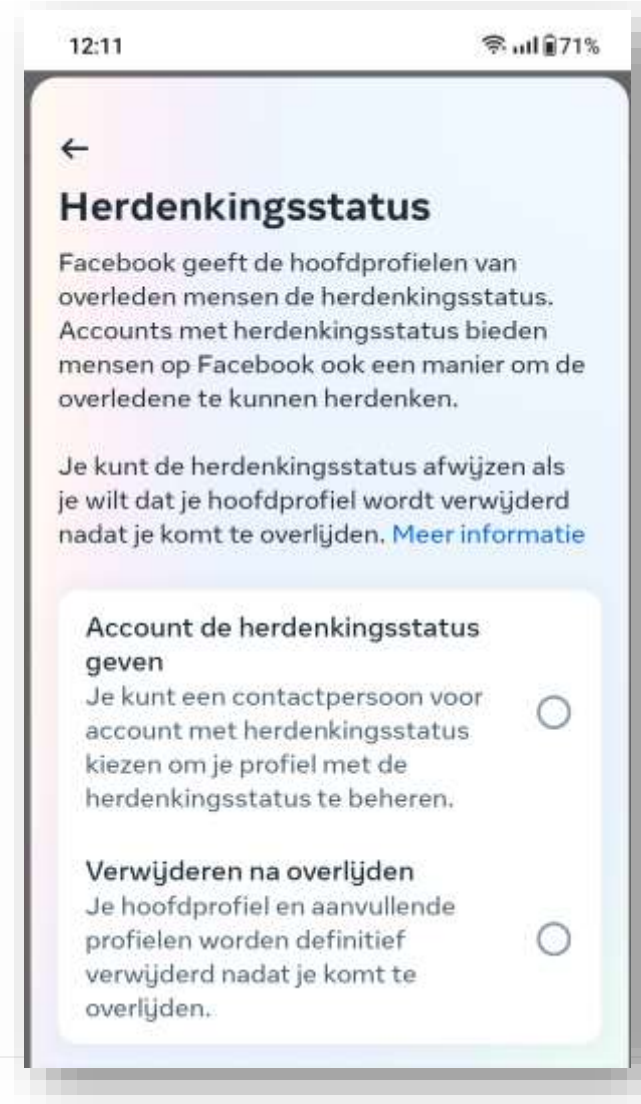 12:11
71%
Herdenkingsstatus
Facebook geeft de hoofdprofielen van
overleden mensen de herdenkingsstatus.
Accounts met herdenkingsstatus bieden
mensen op Facebook ook een manier om de
overledene te kunnen herdenken.
Je kunt de herdenkingsstatus afwijzen als
je wilt dat je hoofdprofiel wordt verwijderd
nadat je komt te overlijden. Meer informatie
Account de herdenkingsstatus
geven
Je kunt een contactpersoon voor
account met herdenkingsstatus
kiezen om je profiel met de
herdenkingsstatus te beheren.
Verwijderen na overlijden
Je hoofdprofiel en aanvullende
profielen worden definitief
verwijderd nadat je komt te
overlijden.